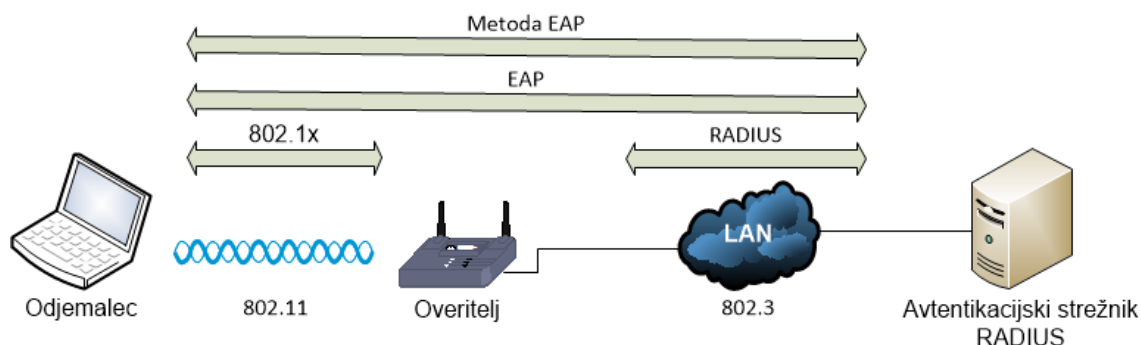 Metoda EAP
EAP
802.1x
RADIUS
LAN
Odjemalec
802.11
Overitelj
802.3
Avtentikacijski strežnik
RADIUS